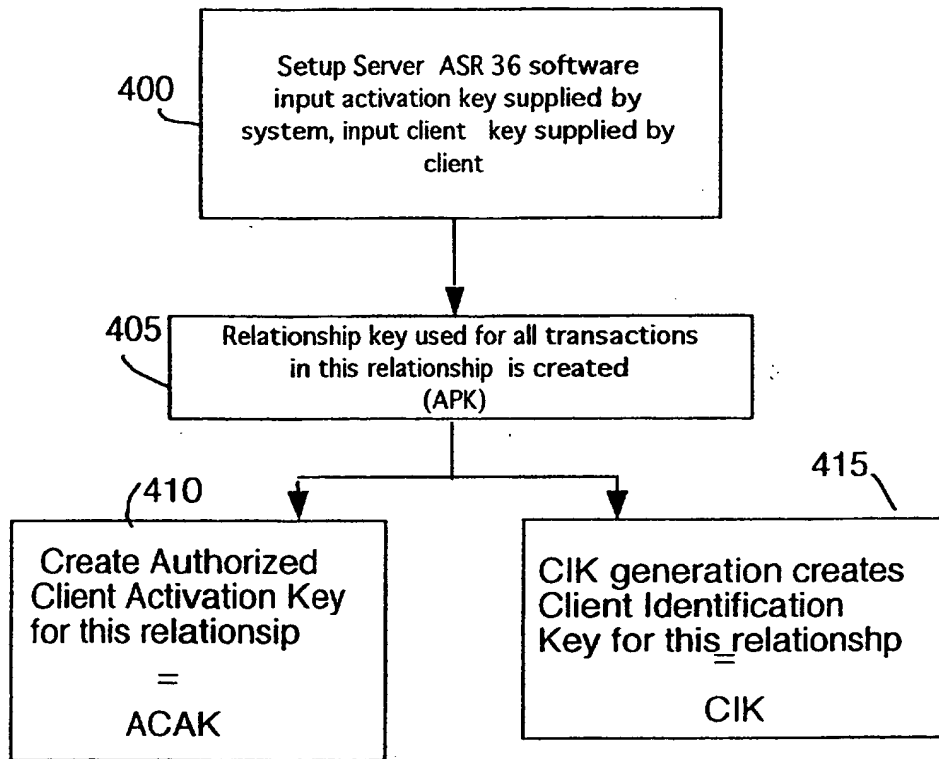 400
Setup Server ASR 36 software
input activation key supplied by
system, input client key supplied by
client
405
Relationship key used for all transactions
in this relationship is created
(APK)
410
Create Authorized
Client Activation Key
for this relationsip
=
ACAK
415
CIK generation creates
Client Identification
Key for this relationshp
=
CIK